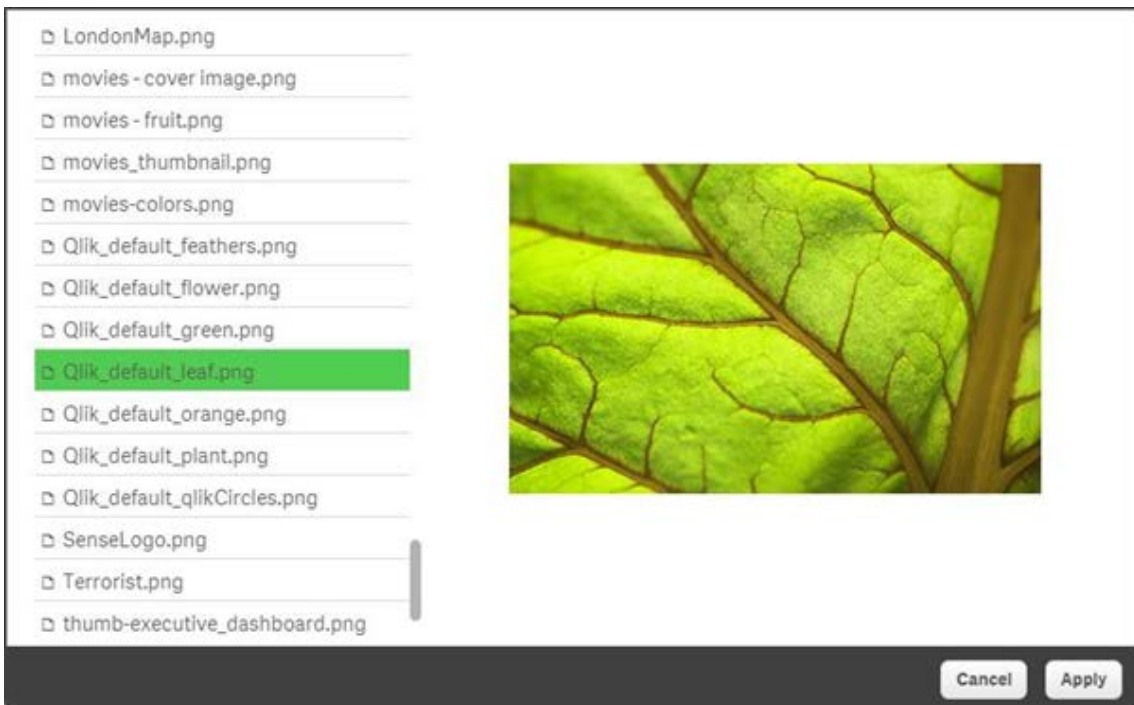 LondonMap.png
movies - cover image.png
movies - fruit.png
movies_thumbnail.png
movies-colors.png
Qlik_default_feathers.png
Qlik_default_flower.png
Qlik_default_green.png
Qlik_default_leaf.png
Qlik_default_orange.png
Qlik_default_plant.png
Qlik_default_qlikCircles.png
SenseLogo.png
Terrorist.png
thumb-executive_dashboard.png
Cancel Apply